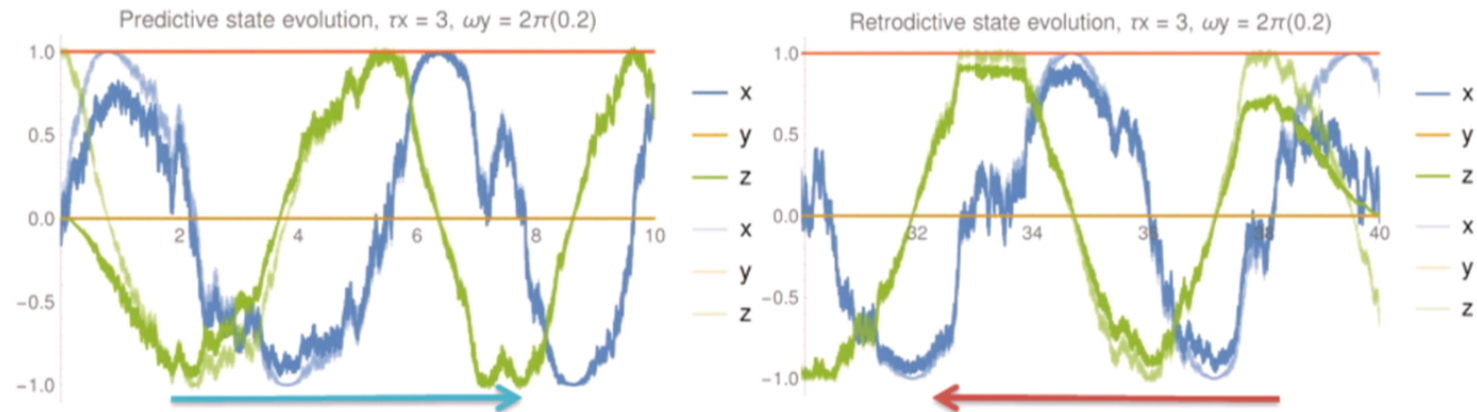 Predictive state evolution, τx = 3, ωy = 2π(0.2)
1.0
0.5
0.0
−0.5
−1.0
2 4 6 8 10
x
y
z
x
y
z
Retrodictive state evolution, τx = 3, ωy = 2π(0.2)
1.0
0.5
0.0
−0.5
−1.0
32 34 36 38 40
x
y
z
x
y
z